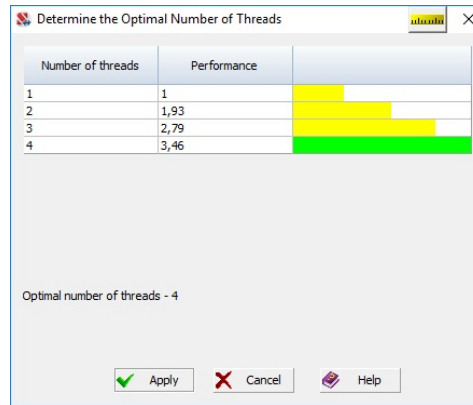 Determine the Optimal Number of Threads
Number of threads Performance
1 1
2 1,93
3 2,79
4 3,46
Optimal number of threads - 4
Apply Cancel Help